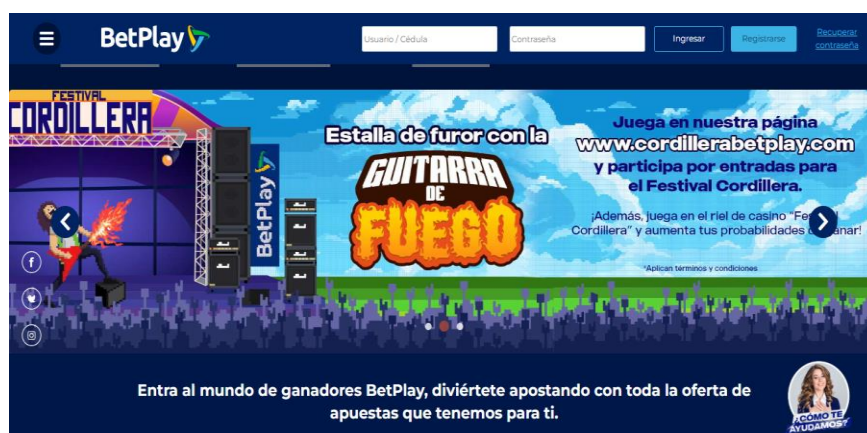 BetPlay
Usuario / Cédula
Contraseña
Ingresar
Registrarse
Recuperar
contraseña
FESTIVAL
CORDILLERA
BetPlay
Estalla de furor con la
GUITARRA
DE
FUEGO
Juega en nuestra página
www.cordillerabetplay.com
y participa por entradas para
el Festival Cordillera.
¡Además, juega en el riel de casino "Fe
Cordillera" y aumenta tus probabilidades anar!
*Aplican términos y condiciones
Entra al mundo de ganadores BetPlay, diviértete apostando con toda la oferta de
apuestas que tenemos para ti.
¿CÓMO TE
AYUDAMOS?